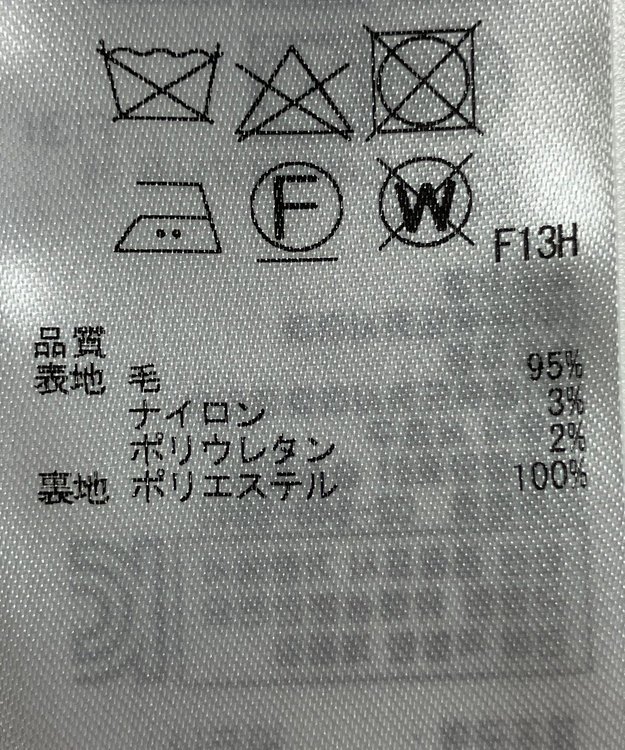 F
W
F13H
品質
表地 毛 95%
ナイロン 3%
ポリウレタン 2%
裏地 ポリエステル 100%